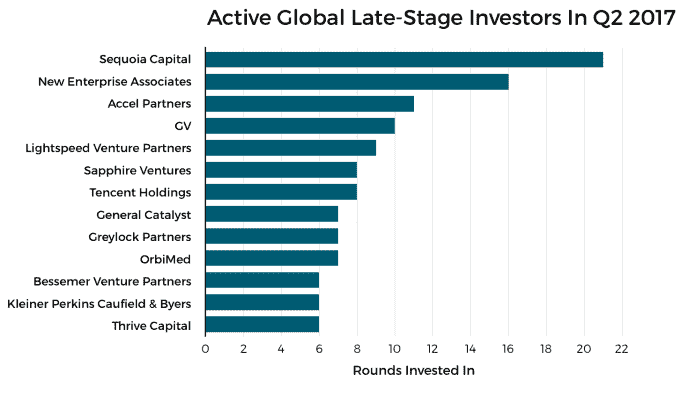 Active Global Late-Stage Investors In Q2 2017
Sequoia Capital
New Enterprise Associates
Accel Partners
GV
Lightspeed Venture Partners
Sapphire Ventures
Tencent Holdings
General Catalyst
Greylock Partners
OrbiMed
Bessemer Venture Partners
Kleiner Perkins Caufield & Byers
Thrive Capital
0 2 4 6 8 10 12 14 16 18 20 22
Rounds Invested In